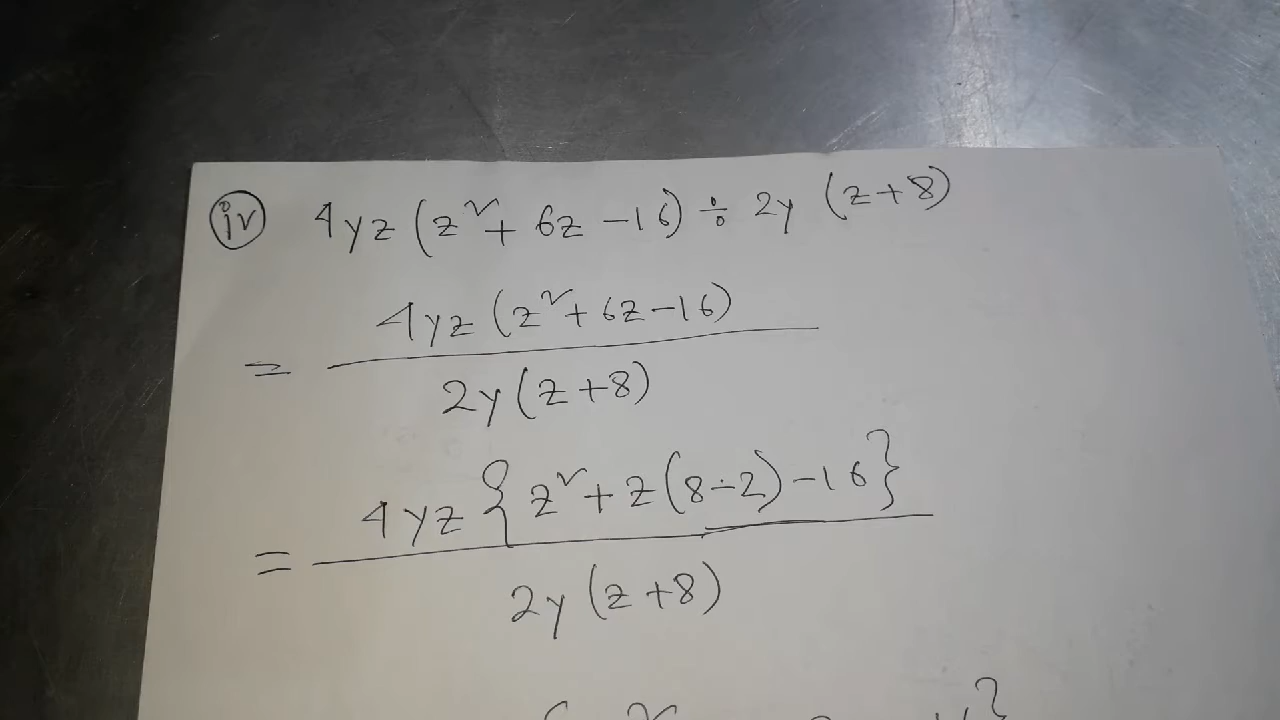 (iv) 4yz (z² + 6z - 16) ÷ 2y (z+8)
4yz (z² + 6z - 16)
=
2y (z+8)
4yz { z² + z (8-2) - 16 }
=
2y (z+8)